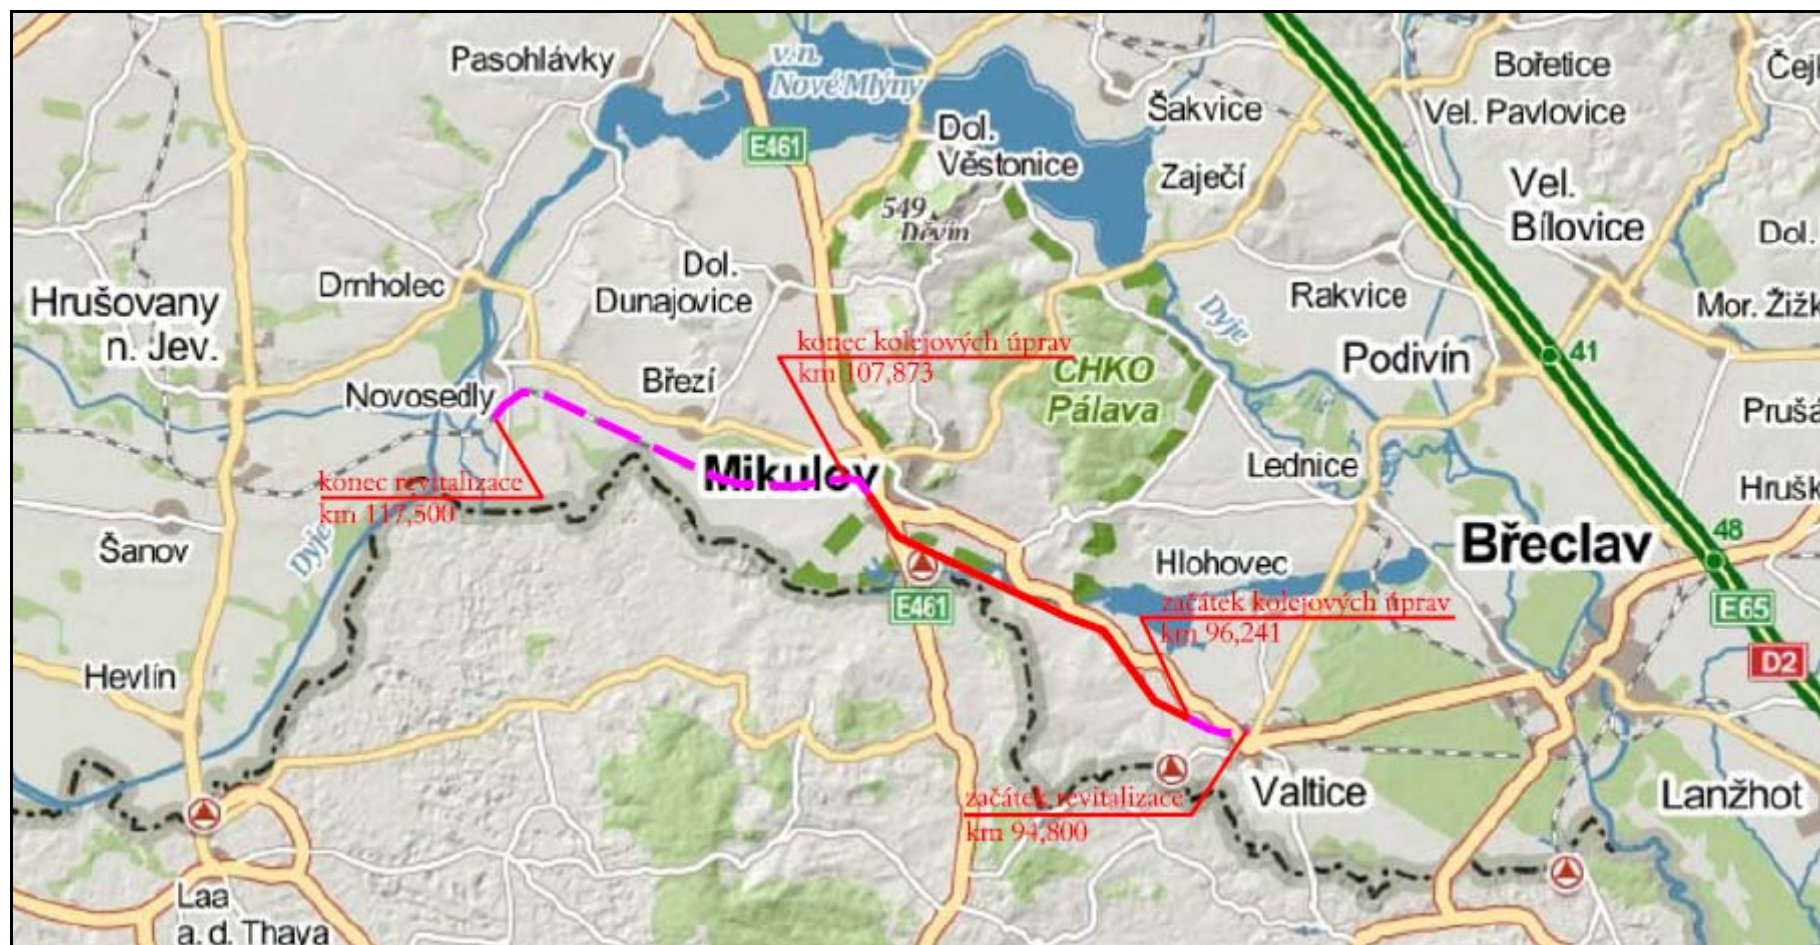 Pasohlávky
v.n.
Nové Mlýny
Bořetice
Šakvice
Vel. Pavlovice
E461
Dol.
Věstonice
Zaječí
Vel.
Bílovice
549
Děvín
Dol.
Dol.
Dunajovice
Drnholec
Hrušovany
n. Jev.
Rakvice
Mor. Žižk
Dyje
konec kolejových úprav
km 107,873
Podivín
41
CHKO
Pálava
Březí
Novosedly
Prušá
Mikulov
Lednice
konec revitalizace
km 117,500
Hrušk
Šanov
Dyje
Břeclav
48
Hlohovec
E461
začátek kolejových úprav
km 96,241
E65
D2
Hevlín
Valtice
začátek revitalizace
km 94,800
Lanžhot
Laa
a. d. Thaya